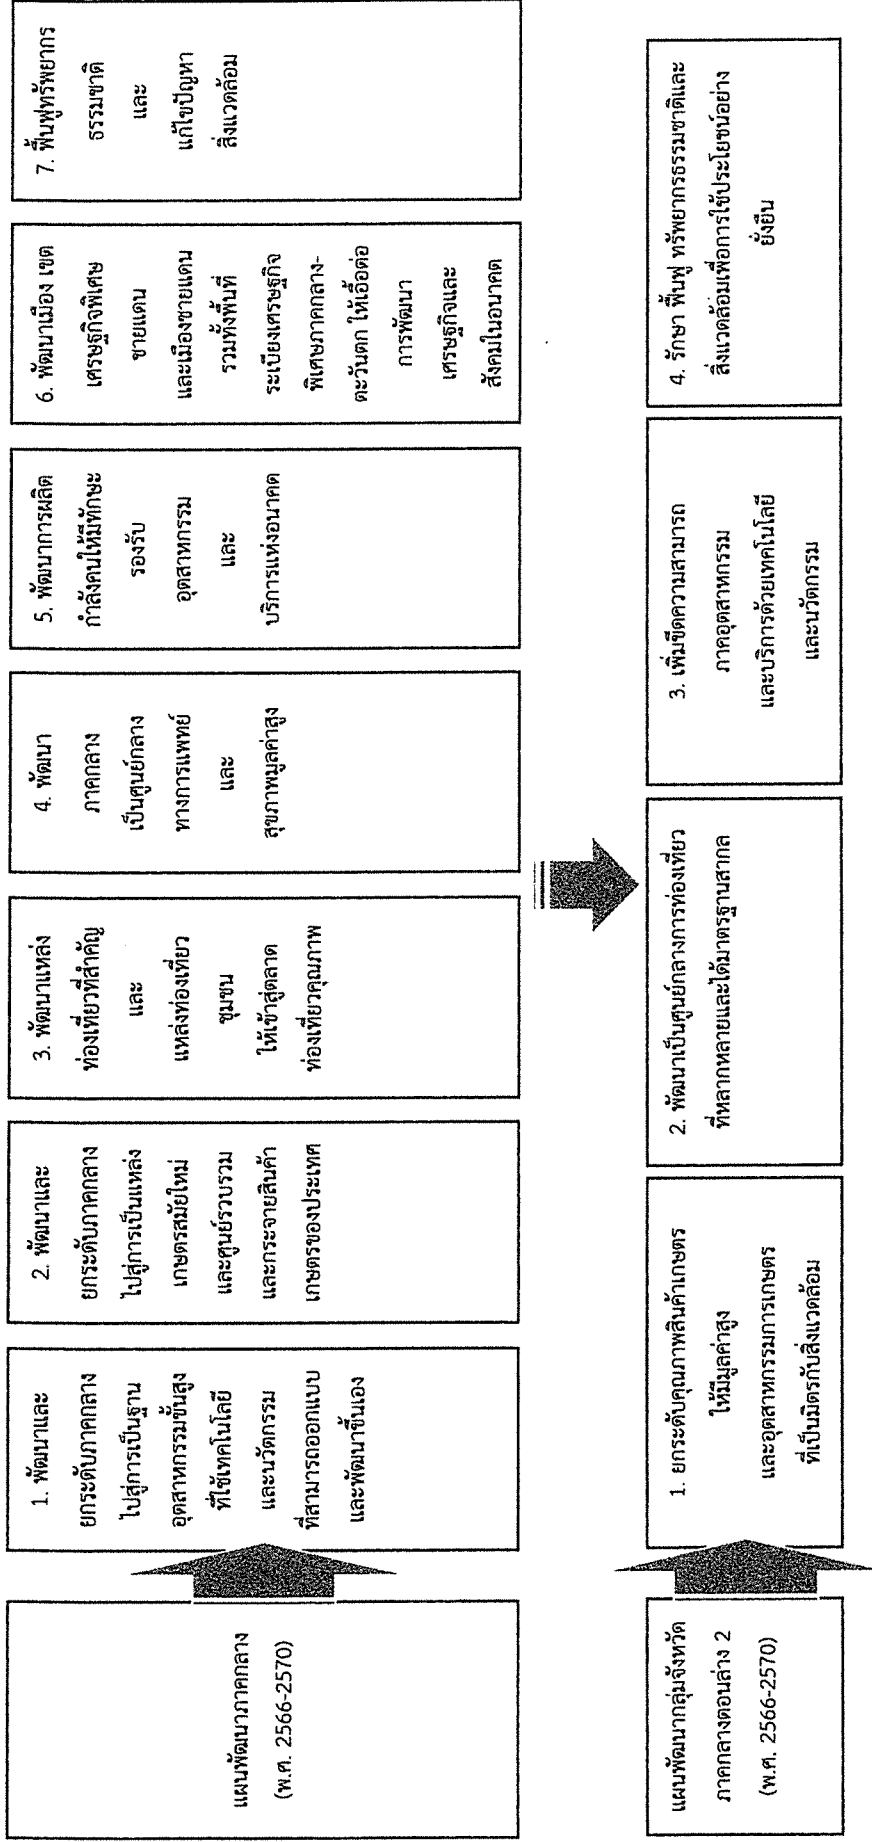 แผนพัฒนาภาคกลาง
(พ.ศ. 2566-2570)
1. พัฒนาและ
ยกระดับภาคกลาง
ไปสู่การเป็นฐาน
อุตสาหกรรมขั้นสูง
ที่ใช้เทคโนโลยี
และนวัตกรรม
ที่สามารถออกแบบ
และพัฒนาขึ้นเอง
2. พัฒนาและ
ยกระดับภาคกลาง
ไปสู่การเป็นแหล่ง
เกษตรสมัยใหม่
และศูนย์รวบรวม
และกระจายสินค้า
เกษตรของประเทศ
3. พัฒนาแหล่ง
ท่องเที่ยวที่สำคัญ
และ
แหล่งท่องเที่ยว
ชุมชน
ให้เข้าสู่ตลาด
ท่องเที่ยวคุณภาพ
4. พัฒนา
ภาคกลาง
เป็นศูนย์กลาง
ทางการแพทย์
และ
สุขภาพมูลค่าสูง
5. พัฒนาการผลิต
กำลังคนให้มีทักษะ
รองรับ
อุตสาหกรรม
และ
บริการแห่งอนาคต
6. พัฒนาเมือง เขต
เศรษฐกิจพิเศษ
ชายแดน
และเมืองชายแดน
รวมทั้งพื้นที่
ระเบียงเศรษฐกิจ
พิเศษภาคกลาง-
ตะวันตก ให้เอื้อต่อ
การพัฒนา
เศรษฐกิจและ
สังคมในอนาคต
7. ฟื้นฟูทรัพยากร
ธรรมชาติ
และ
แก้ไขปัญหา
สิ่งแวดล้อม
แผนพัฒนากลุ่มจังหวัด
ภาคกลางตอนล่าง 2
(พ.ศ. 2566-2570)
1. ยกระดับคุณภาพสินค้าเกษตร
ให้มีมูลค่าสูง
และอุตสาหกรรมการเกษตร
ที่เป็นมิตรกับสิ่งแวดล้อม
2. พัฒนาเป็นศูนย์กลางการท่องเที่ยว
ที่หลากหลายและได้มาตรฐานสากล
3. เพิ่มขีดความสามารถ
ภาคอุตสาหกรรม
และบริการด้วยเทคโนโลยี
และนวัตกรรม
4. รักษา ฟื้นฟู ทรัพยากรธรรมชาติและ
สิ่งแวดล้อมเพื่อการใช้ประโยชน์อย่าง
ยั่งยืน